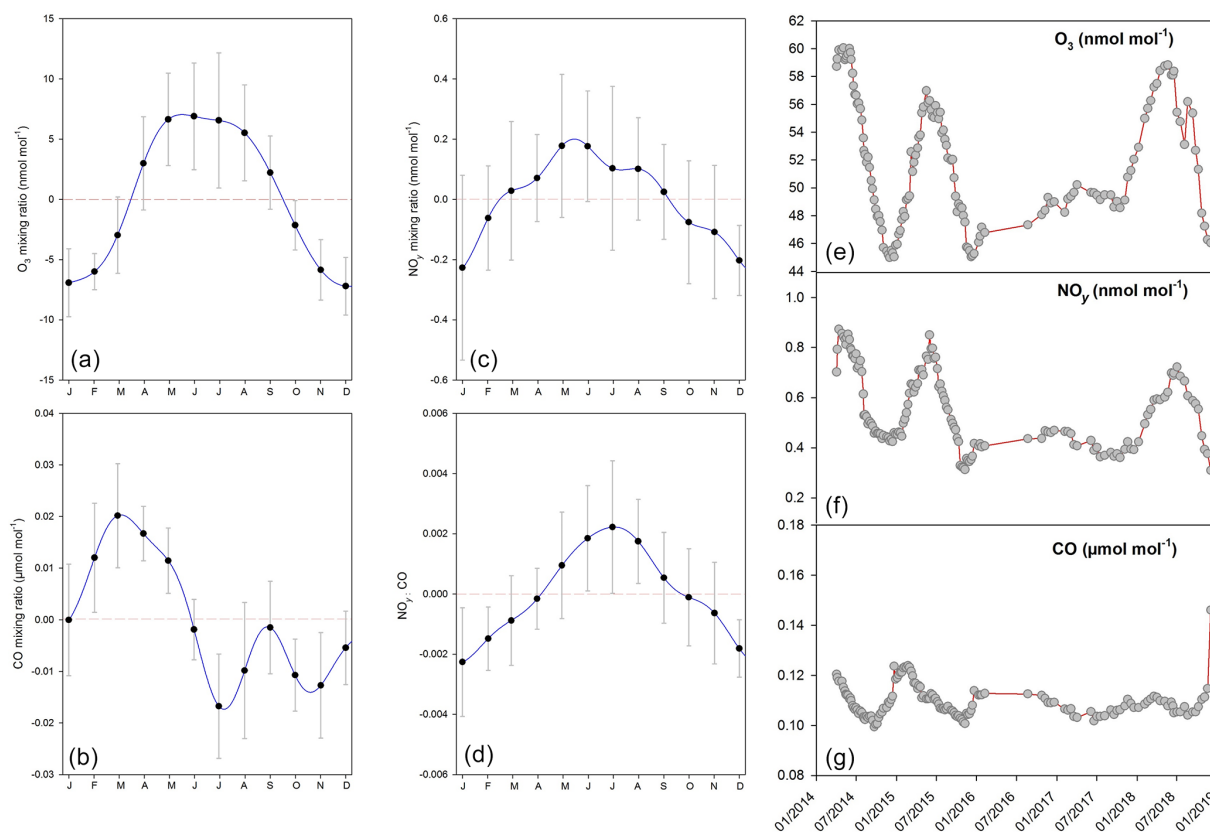 15
10
5
0
-5
-10
-15
O3 mixing ratio (nmol mol-1)
(a)
J F M A M J J A S O N D
0.6
0.4
0.2
0.0
-0.2
-0.4
-0.6
NOy mixing ratio (nmol mol-1)
(c)
J F M A M J J A S O N D
0.04
0.03
0.02
0.01
0.00
-0.01
-0.02
-0.03
CO mixing ratio (µmol mol-1)
(b)
J F M A M J J A S O N D
0.006
0.004
0.002
0.000
-0.002
-0.004
-0.006
NOy : CO
(d)
J F M A M J J A S O N D
62
60
58
56
54
52
50
48
46
44
O3 (nmol mol-1)
(e)
1.0
0.8
0.6
0.4
0.2
NOy (nmol mol-1)
(f)
0.18
0.16
0.14
0.12
0.10
0.08
CO (µmol mol-1)
(g)
01/2014 07/2014 01/2015 07/2015 01/2016 07/2016 01/2017 07/2017 01/2018 07/2018 01/2019